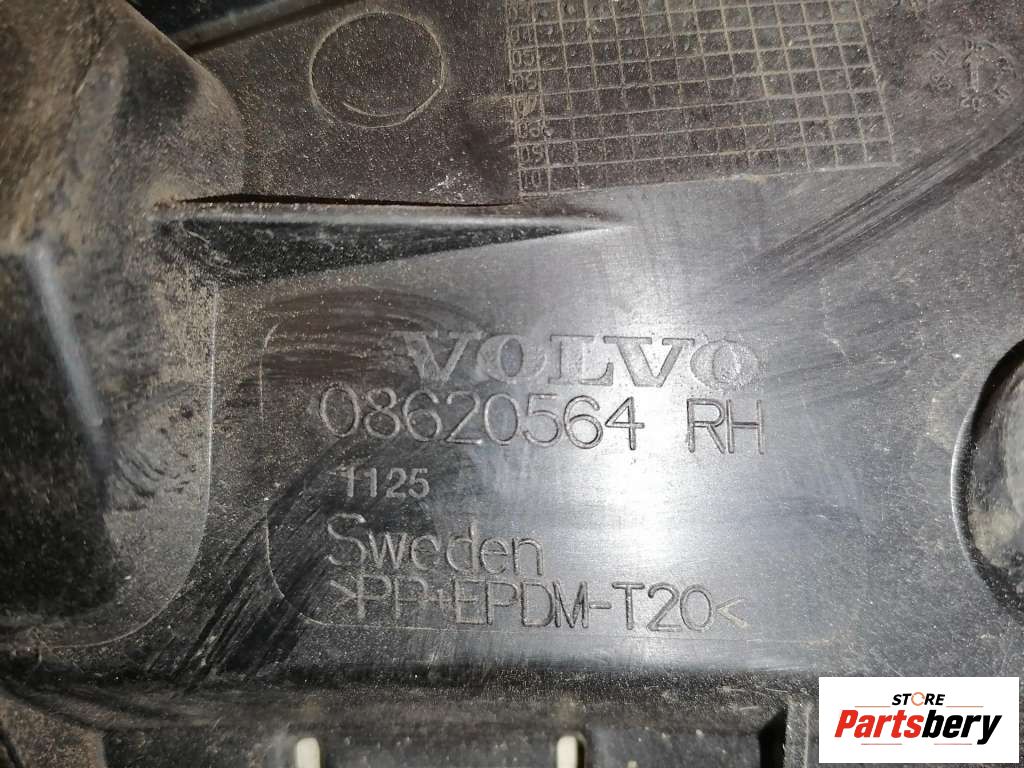 VOLVO
08620564 RH
1125
Sweden
>PP+EPDM-T20<
STORE
Partsbery